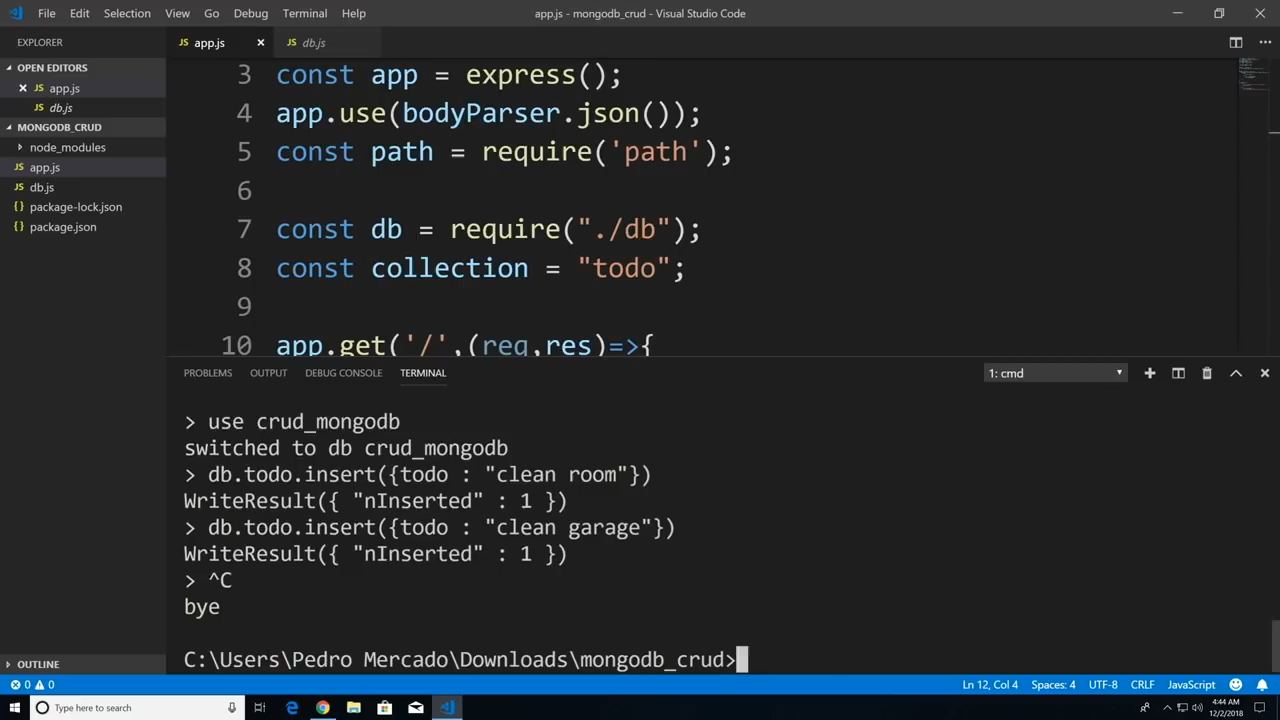 File Edit Selection View Go Debug Terminal Help
app.js - mongodb_crud - Visual Studio Code
EXPLORER
OPEN EDITORS
JS app.js
JS db.js
MONGODB_CRUD
node_modules
JS app.js
JS db.js
{} package-lock.json
{} package.json
OUTLINE
JS app.js
JS db.js
3 const app = express();
4 app.use(bodyParser.json());
5 const path = require('path');
6
7 const db = require("./db");
8 const collection = "todo";
9
10 app.get('/',(req,res)=>{
PROBLEMS OUTPUT DEBUG CONSOLE TERMINAL
1: cmd
> use crud_mongodb
switched to db crud_mongodb
> db.todo.insert({todo : "clean room"})
WriteResult({ "nInserted" : 1 })
> db.todo.insert({todo : "clean garage"})
WriteResult({ "nInserted" : 1 })
> ^C
bye
C:\Users\Pedro Mercado\Downloads\mongodb_crud>
0 0
Ln 12, Col 4 Spaces: 4 UTF-8 CRLF JavaScript
Type here to search
4:44 AM
12/2/2018